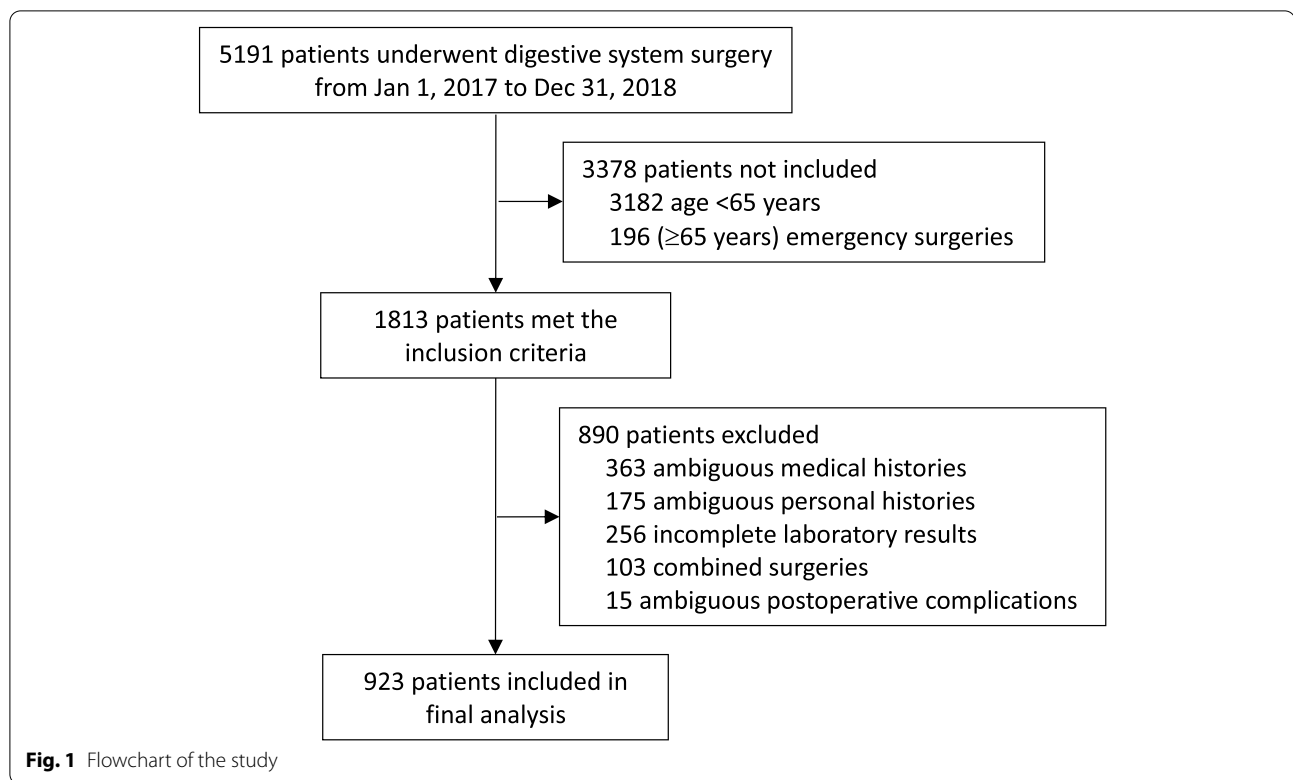 5191 patients underwent digestive system surgery
from Jan 1, 2017 to Dec 31, 2018
3378 patients not included
3182 age <65 years
196 (≥65 years) emergency surgeries
1813 patients met the
inclusion criteria
890 patients excluded
363 ambiguous medical histories
175 ambiguous personal histories
256 incomplete laboratory results
103 combined surgeries
15 ambiguous postoperative complications
923 patients included in
final analysis
Fig. 1 Flowchart of the study